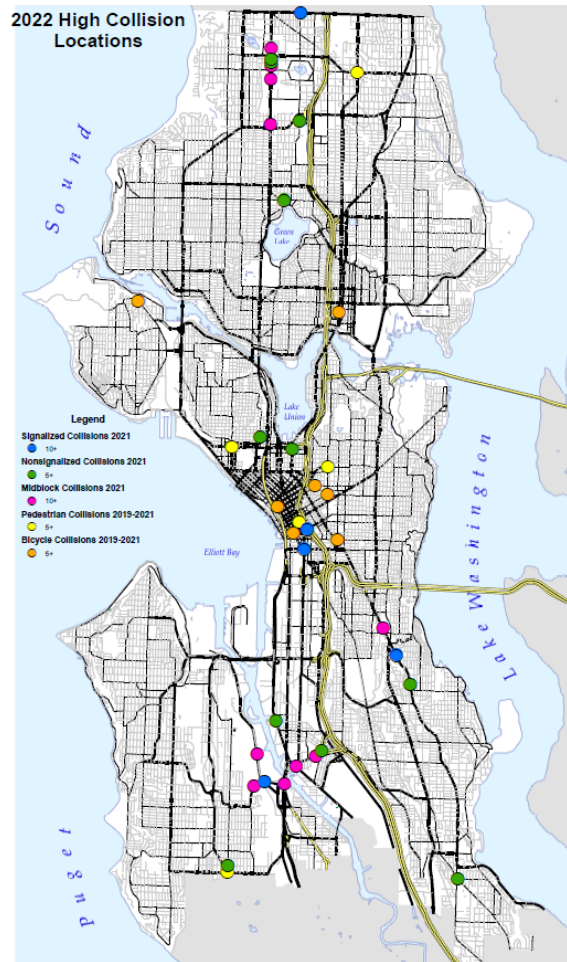 2022 High Collision
Locations
Sound
Green
Lake
Lake
Union
Legend
Signalized Collisions 2021
10+
Nonsignalized Collisions 2021
5+
Midblock Collisions 2021
10+
Pedestrian Collisions 2019-2021
5+
Bicycle Collisions 2019-2021
5+
Elliott Bay
Lake Washington
Puget